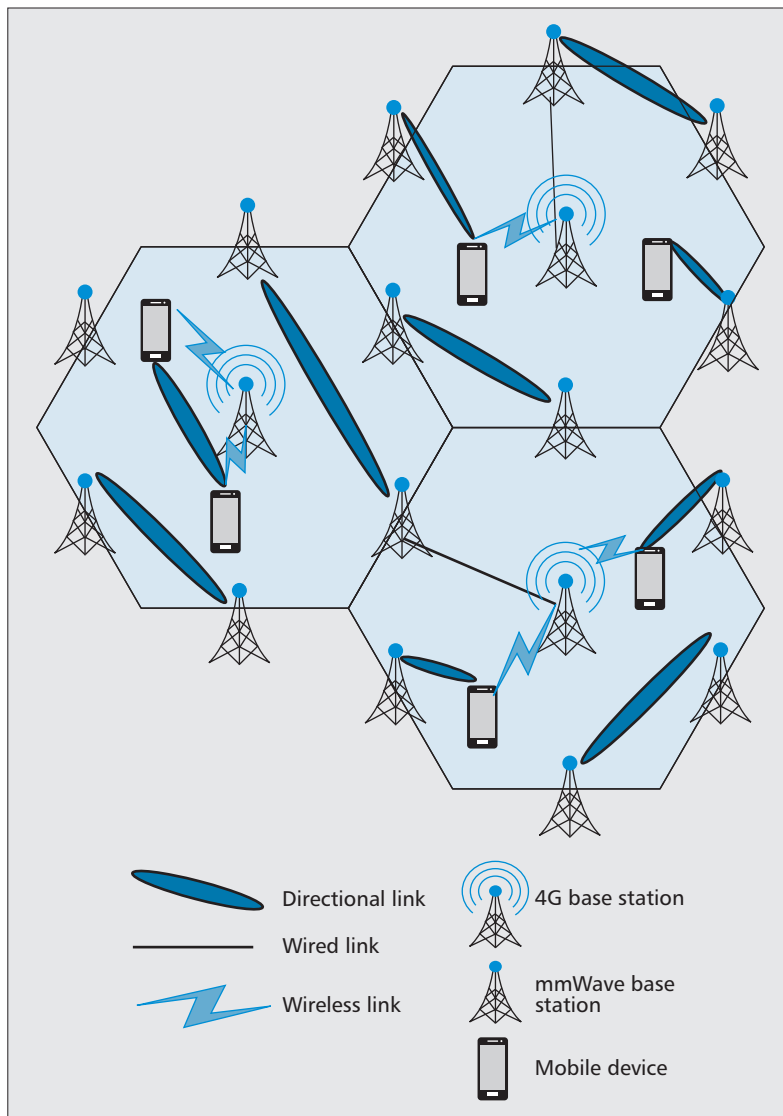 Directional link
Wired link
Wireless link
4G base station
mmWave base
station
Mobile device